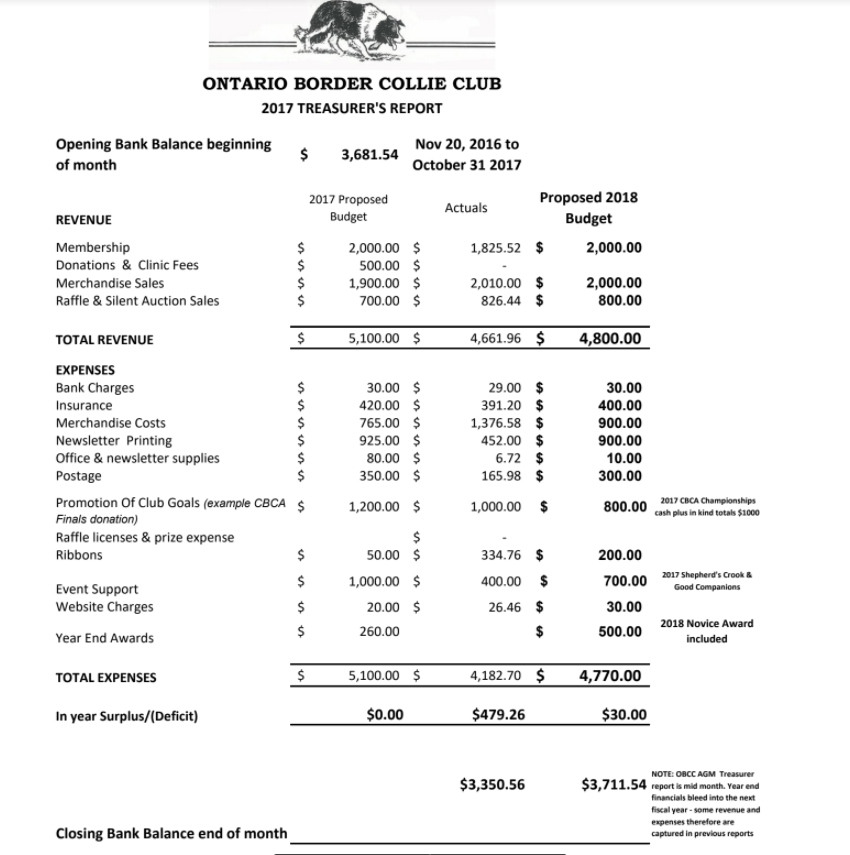 ONTARIO BORDER COLLIE CLUB
2017 TREASURER'S REPORT
Opening Bank Balance beginning of month $ 3,681.54 Nov 20, 2016 to October 31 2017
REVENUE 2017 Proposed Budget Actuals Proposed 2018 Budget
Membership $ 2,000.00 $ 1,825.52 $ 2,000.00
Donations & Clinic Fees $ 500.00 $ -
Merchandise Sales $ 1,900.00 $ 2,010.00 $ 2,000.00
Raffle & Silent Auction Sales $ 700.00 $ 826.44 $ 800.00
TOTAL REVENUE $ 5,100.00 $ 4,661.96 $ 4,800.00
EXPENSES
Bank Charges $ 30.00 $ 29.00 $ 30.00
Insurance $ 420.00 $ 391.20 $ 400.00
Merchandise Costs $ 765.00 $ 1,376.58 $ 900.00
Newsletter Printing $ 925.00 $ 452.00 $ 900.00
Office & newsletter supplies $ 80.00 $ 6.72 $ 10.00
Postage $ 350.00 $ 165.98 $ 300.00
Promotion Of Club Goals (example CBCA Finals donation) $ 1,200.00 $ 1,000.00 $ 800.00 2017 CBCA Championships cash plus in kind totals $1000
Raffle licenses & prize expense $ -
Ribbons $ 50.00 $ 334.76 $ 200.00
Event Support $ 1,000.00 $ 400.00 $ 700.00 2017 Shepherd's Crook & Good Companions
Website Charges $ 20.00 $ 26.46 $ 30.00
Year End Awards $ 260.00 $ 500.00 2018 Novice Award included
TOTAL EXPENSES $ 5,100.00 $ 4,182.70 $ 4,770.00
In year Surplus/(Deficit) $0.00 $479.26 $30.00
$3,350.56 $3,711.54
NOTE: OBCC AGM Treasurer
report is mid month. Year end
financials bleed into the next
fiscal year - some revenue and
expenses therefore are
captured in previous reports
Closing Bank Balance end of month